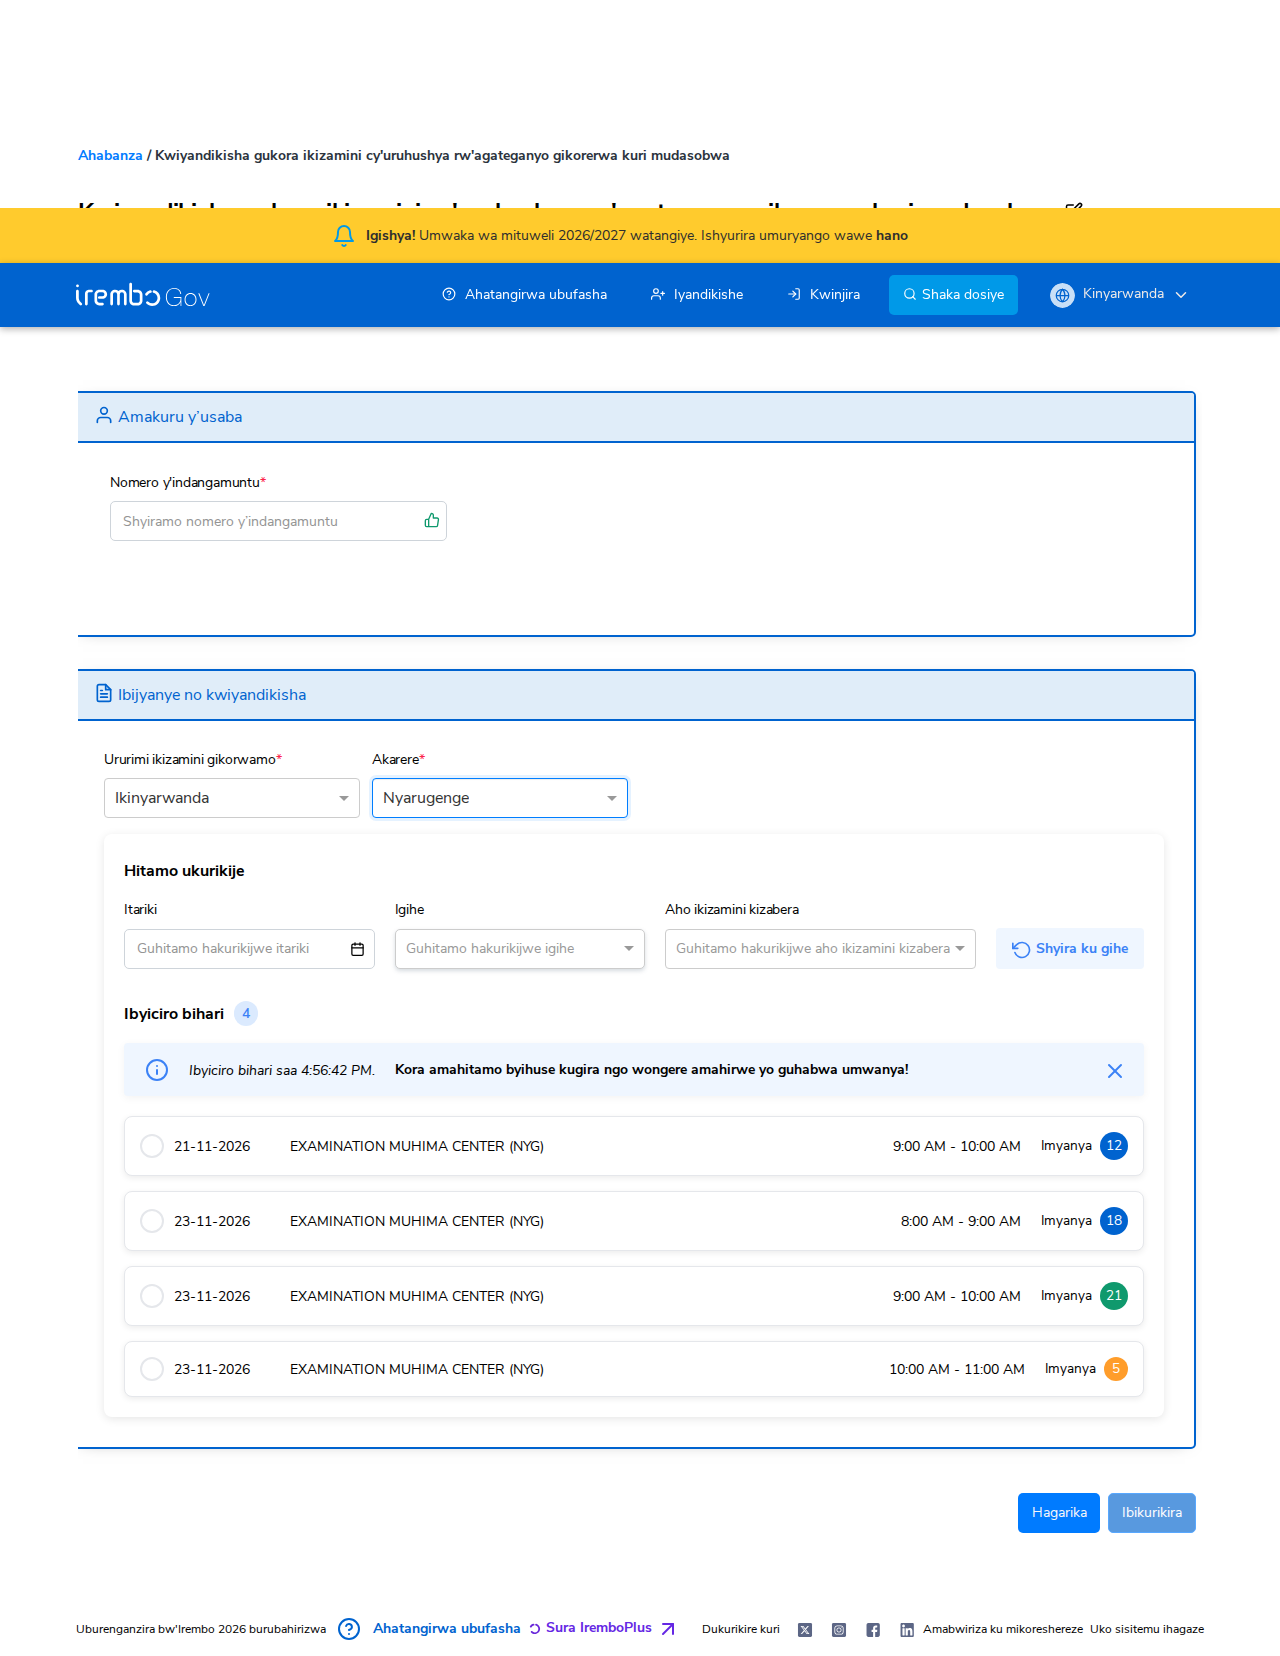 Ahabanza / Kwiyandikisha gukora ikizamini cy'uruhushya rw'agateganyo gikorerwa kuri mudasobwa
Igishya! Umwaka wa mituweli 2026/2027 watangiye. Ishyurira umuryango wawe hano
irembo Gov
Ahatangirwa ubufasha
Iyandikishe
Kwinjira
Shaka dosiye
Kinyarwanda
Amakuru y’usaba
Nomero y'indangamuntu*
Shyiramo nomero y’indangamuntu
Ibijyanye no kwiyandikisha
Ururimi ikizamini gikorwamo* Akarere*
Ikinyarwanda Nyarugenge
Hitamo ukurikije
Itariki Igihe Aho ikizamini kizabera
Guhitamo hakurikijwe itariki Guhitamo hakurikijwe igihe Guhitamo hakurikijwe aho ikizamini kizabera Shyira ku gihe
Ibyiciro bihari 4
Ibyiciro bihari saa 4:56:42 PM. Kora amahitamo byihuse kugira ngo wongere amahirwe yo guhabwa umwanya!
21-11-2026 EXAMINATION MUHIMA CENTER (NYG) 9:00 AM - 10:00 AM Imyanya 12
23-11-2026 EXAMINATION MUHIMA CENTER (NYG) 8:00 AM - 9:00 AM Imyanya 18
23-11-2026 EXAMINATION MUHIMA CENTER (NYG) 9:00 AM - 10:00 AM Imyanya 21
23-11-2026 EXAMINATION MUHIMA CENTER (NYG) 10:00 AM - 11:00 AM Imyanya 5
Hagarika Ibikurikira
Uburenganzira bw'Irembo 2026 burubahirizwa Ahatangirwa ubufasha Sura IremboPlus Dukurikire kuri Amabwiriza ku mikoreshereze Uko sisitemu ihagaze